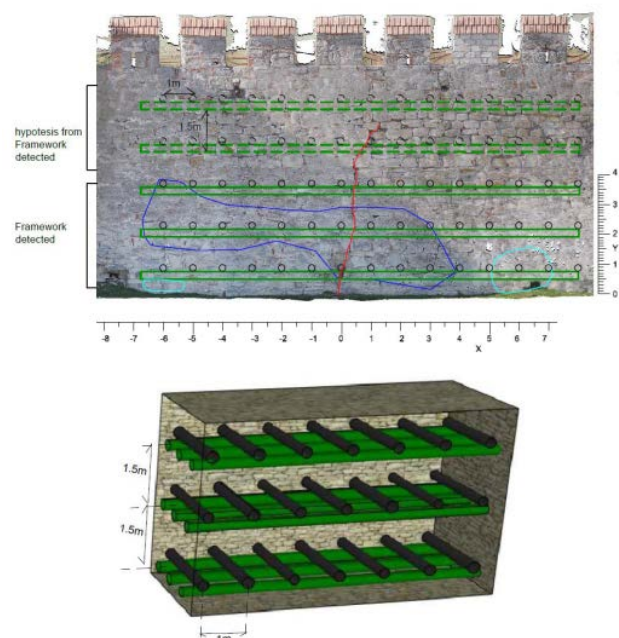 1m
1.5m
hypotesis from
Framework
detected
Framework
detected
4
3
Y
2
1
0
-8 -7 -6 -5 -4 -3 -2 -1 0 1 2 3 4 5 6 7
X
1.5m
1.5m
1m